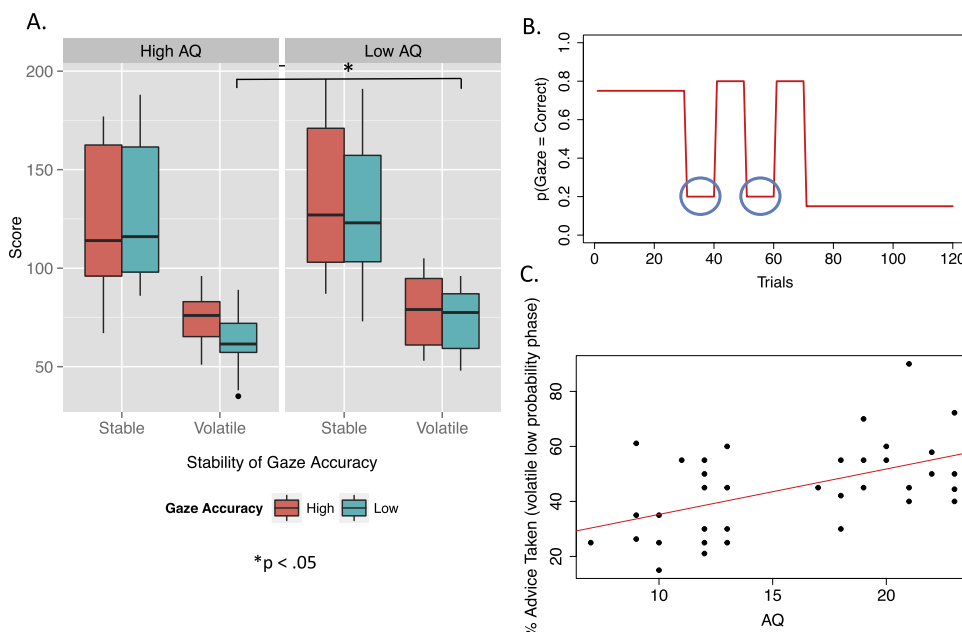 A.
High AQ
Low AQ
*
200
150
100
50
Score
Stable
Volatile
Stable
Volatile
Stability of Gaze Accuracy
Gaze Accuracy
High
Low
*p < .05
B.
p(Gaze = Correct)
1.0
0.8
0.6
0.4
0.2
0.0
0
20
40
60
80
100
120
Trials
C.
% Advice Taken (volatile low probability phase)
80
60
40
20
10
15
20
AQ